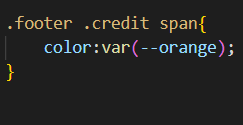 .footer .credit span{
    color:var(--orange);
}